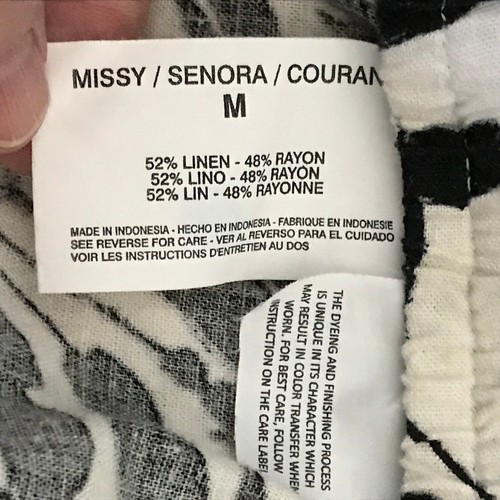 MISSY / SENORA / COURAN
M
52% LINEN - 48% RAYON
52% LINO - 48% RAYON
52% LIN - 48% RAYONNE
MADE IN INDONESIA - HECHO EN INDONESIA - FABRIQUE EN INDONESIE
SEE REVERSE FOR CARE - VER AL REVERSO PARA EL CUIDADO
VOIR LES INSTRUCTIONS D'ENTRETIEN AU DOS
THE DYEING AND FINISHING PROCESS
IS UNIQUE IN ITS CHARACTER WHICH
MAY RESULT IN COLOR TRANSFER WHEN
WORN. FOR BEST CARE, FOLLOW
INSTRUCTION ON THE CARE LABEL